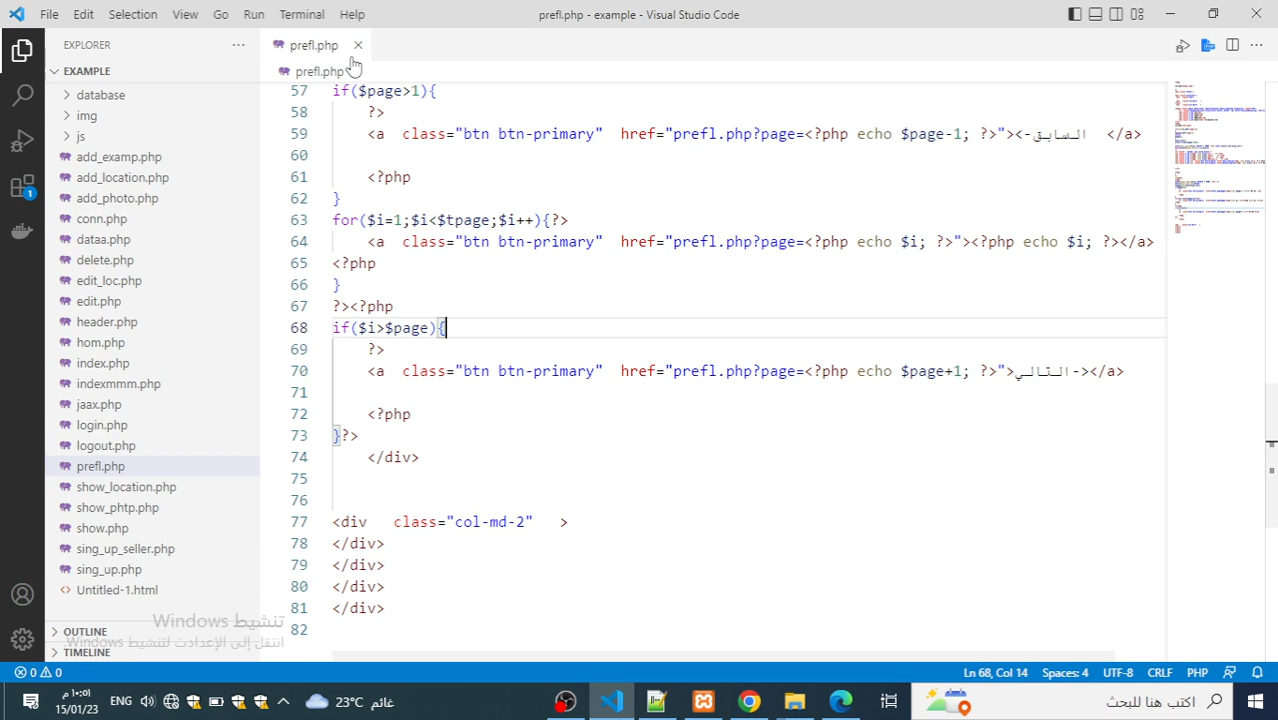 File Edit Selection View Go Run Terminal Help
prefl.php - example - Visual Studio Code
EXPLORER
EXAMPLE
database
img
js
add_examp.php
add_location.php
add_photo.php
conn.php
dataa.php
delete.php
edit_loc.php
edit.php
header.php
hom.php
index.php
indexmmm.php
jaax.php
login.php
logout.php
prefl.php
show_location.php
show_phtp.php
show.php
sing_up_seller.php
sing_up.php
Untitled-1.html
OUTLINE
TIMELINE
1
prefl.php
prefl.php
57 if($page>1){
58 ?>
59 <a class="btn btn-primary" href="prefl.php?page=<?php echo $page-1; ?>"><-السابق </a>
60
61 <?php
62 }
63 for($i=1;$i<$tpage;$i++){?>
64 <a class="btn btn-primary" href="prefl.php?page=<?php echo $i; ?>"><?php echo $i; ?></a>
65 <?php
66 }
67 ?><?php
68 if($i>$page){
69 ?>
70 <a class="btn btn-primary" href="prefl.php?page=<?php echo $page+1; ?>">التالي-></a>
71
72 <?php
73 }?>
74 </div>
75
76
77 <div class="col-md-2" >
78 </div>
79 </div>
80 </div>
81 </div>
82
تنشيط Windows
انتقل إلى الإعدادت لتنشيط Windows.
0 0
Ln 68, Col 14 Spaces: 4 UTF-8 CRLF PHP
١٠:٥١ م
15/01/23
ENG
23°C غائم
اكتب هنا للبحث